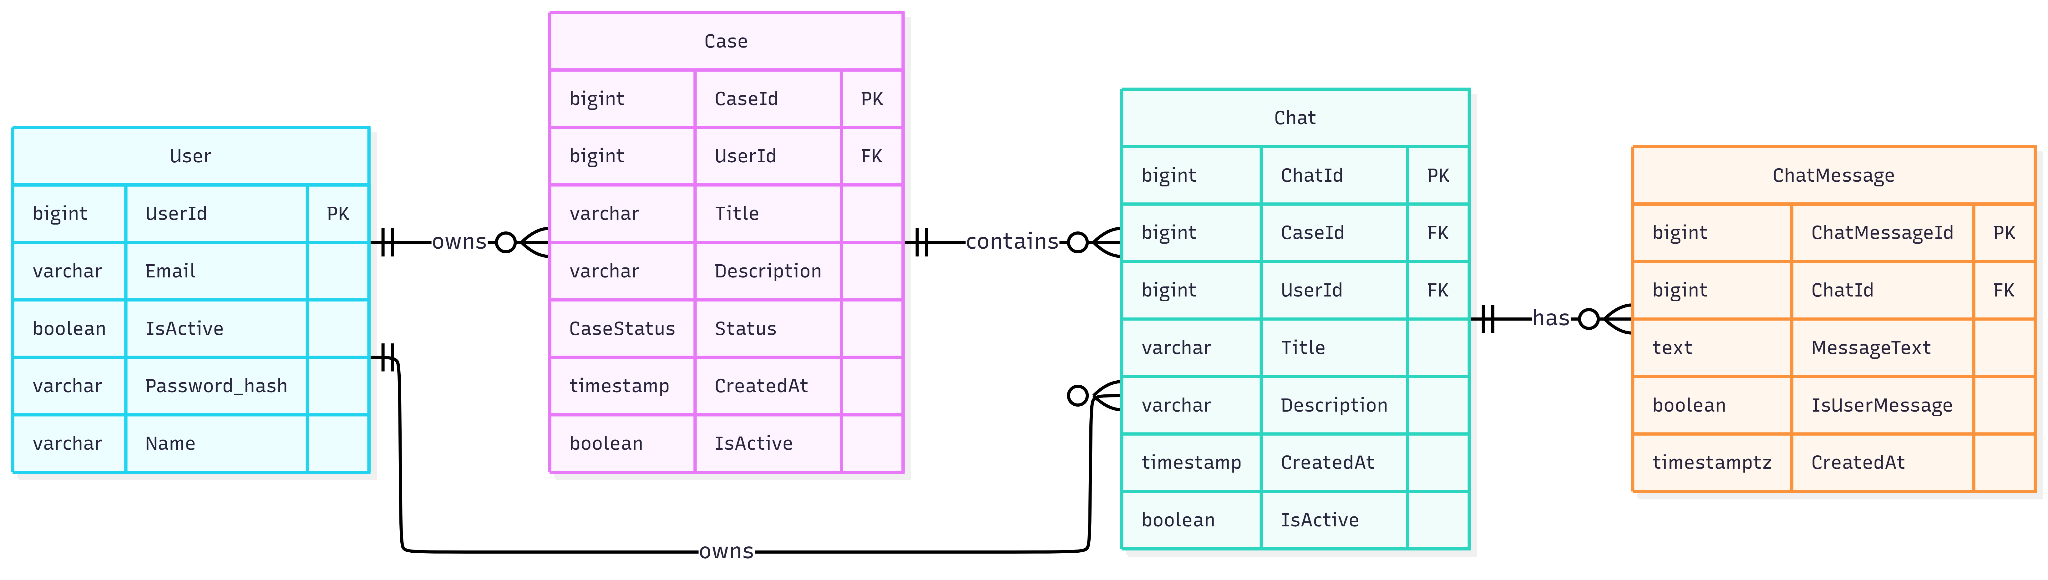 User
bigint UserId PK
varchar Email
boolean IsActive
varchar Password_hash
varchar Name
owns
Case
bigint CaseId PK
bigint UserId FK
varchar Title
varchar Description
CaseStatus Status
timestamp CreatedAt
boolean IsActive
contains
owns
Chat
bigint ChatId PK
bigint CaseId FK
bigint UserId FK
varchar Title
varchar Description
timestamp CreatedAt
boolean IsActive
has
ChatMessage
bigint ChatMessageId PK
bigint ChatId FK
text MessageText
boolean IsUserMessage
timestamptz CreatedAt